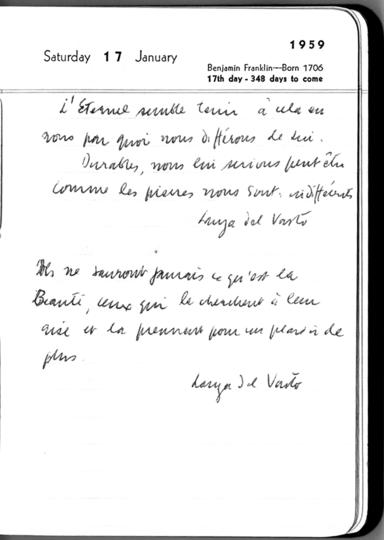 1959
Saturday 17 January
Benjamin Franklin—Born 1706
17th day - 348 days to come
L'Eternel semble tenir à cela en
nous par quoi nous différons de lui.
Durables, nous lui serions peut être
comme les pierres nous sont: indifférents
Lanza del Vasto
Ils ne sauront jamais ce qu'est la
Beauté, ceux qui la cherchent à leur
aise et la prennent pour un plaisir de
plus.
Lanza del Vasto